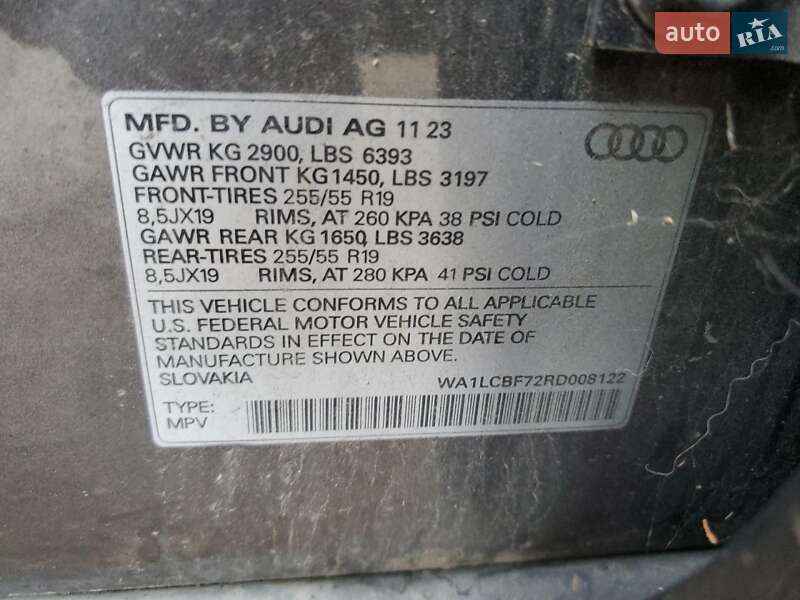 auto RIA.com
MFD. BY AUDI AG 11 23
GVWR KG 2900, LBS 6393
GAWR FRONT KG1450, LBS 3197
FRONT-TIRES 255/55 R19
8,5JX19 RIMS, AT 260 KPA 38 PSI COLD
GAWR REAR KG 1650, LBS 3638
REAR-TIRES 255/55 R19
8,5JX19 RIMS, AT 280 KPA 41 PSI COLD
THIS VEHICLE CONFORMS TO ALL APPLICABLE
U.S. FEDERAL MOTOR VEHICLE SAFETY
STANDARDS IN EFFECT ON THE DATE OF
MANUFACTURE SHOWN ABOVE.
SLOVAKIA WA1LCBF72RD008122
TYPE:
MPV